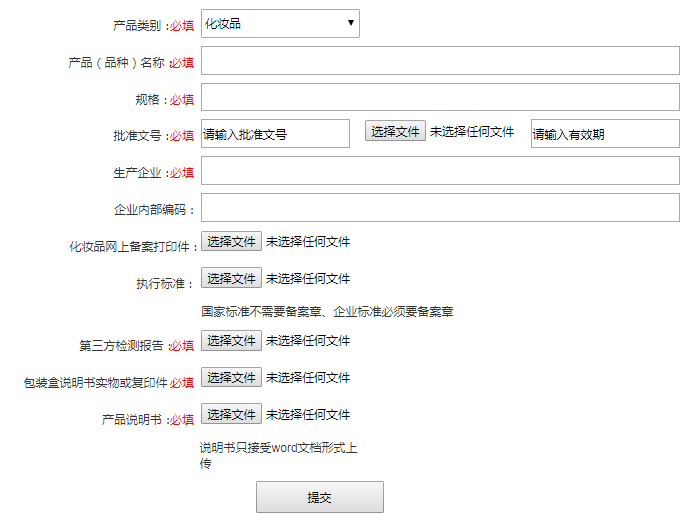 产品类别：必填 化妆品
产品（品种）名称：必填
规格：必填
批准文号：必填 请输入批准文号 选择文件 未选择任何文件 请输入有效期
生产企业：必填
企业内部编码：
化妆品网上备案打印件： 选择文件 未选择任何文件
执行标准： 选择文件 未选择任何文件
国家标准不需要备案章、企业标准必须要备案章
第三方检测报告：必填 选择文件 未选择任何文件
包装盒说明书实物或复印件 必填 选择文件 未选择任何文件
产品说明书：必填 选择文件 未选择任何文件
说明书只接受word文档形式上
传
提交